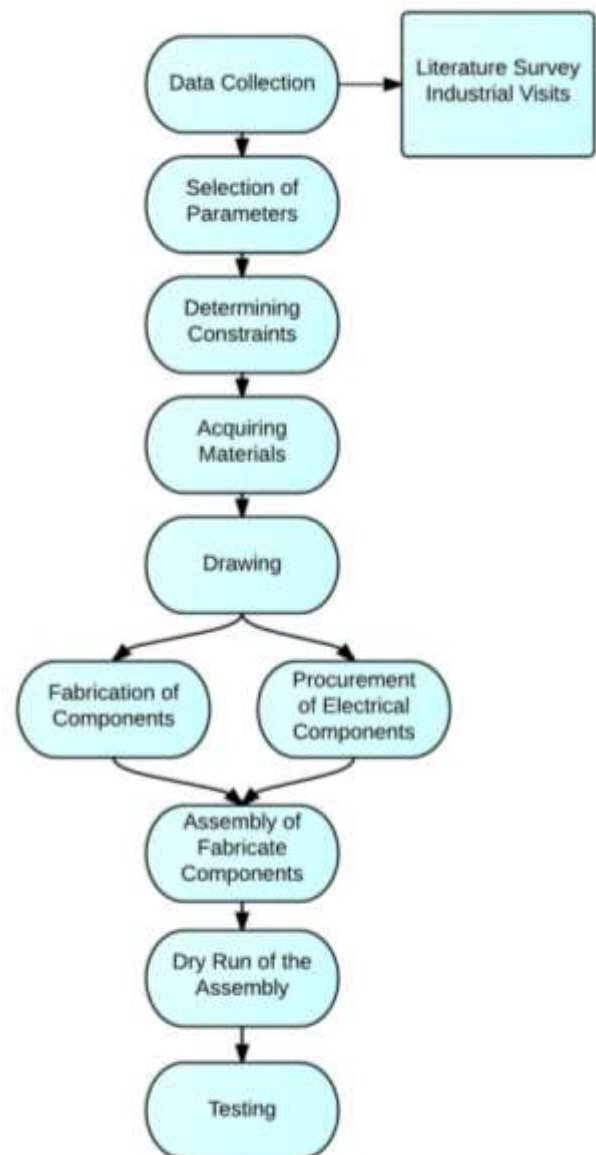 Data Collection
Literature Survey
Industrial Visits
Selection of
Parameters
Determining
Constraints
Acquiring
Materials
Drawing
Fabrication of
Components
Procurement
of Electrical
Components
Assembly of
Fabricate
Components
Dry Run of the
Assembly
Testing